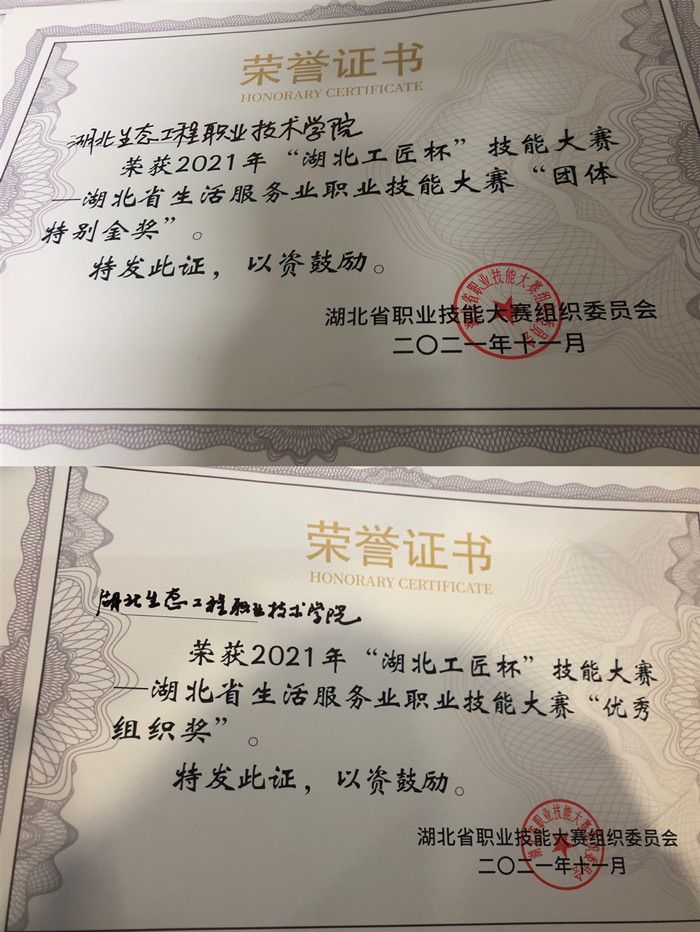 荣誉证书
HONORARY CERTIFICATE
湖北生态工程职业技术学院
荣获2021年“湖北工匠杯”技能大赛
—湖北省生活服务业职业技能大赛“团体
特别金奖”。
特发此证，以资鼓励。
湖北省职业技能大赛组织委员会
二〇二一年十一月
荣誉证书
HONORARY CERTIFICATE
湖北生态工程职业技术学院
荣获2021年“湖北工匠杯”技能大赛
—湖北省生活服务业职业技能大赛“优秀
组织奖”。
特发此证，以资鼓励。
湖北省职业技能大赛组织委员会
二〇二一年十一月